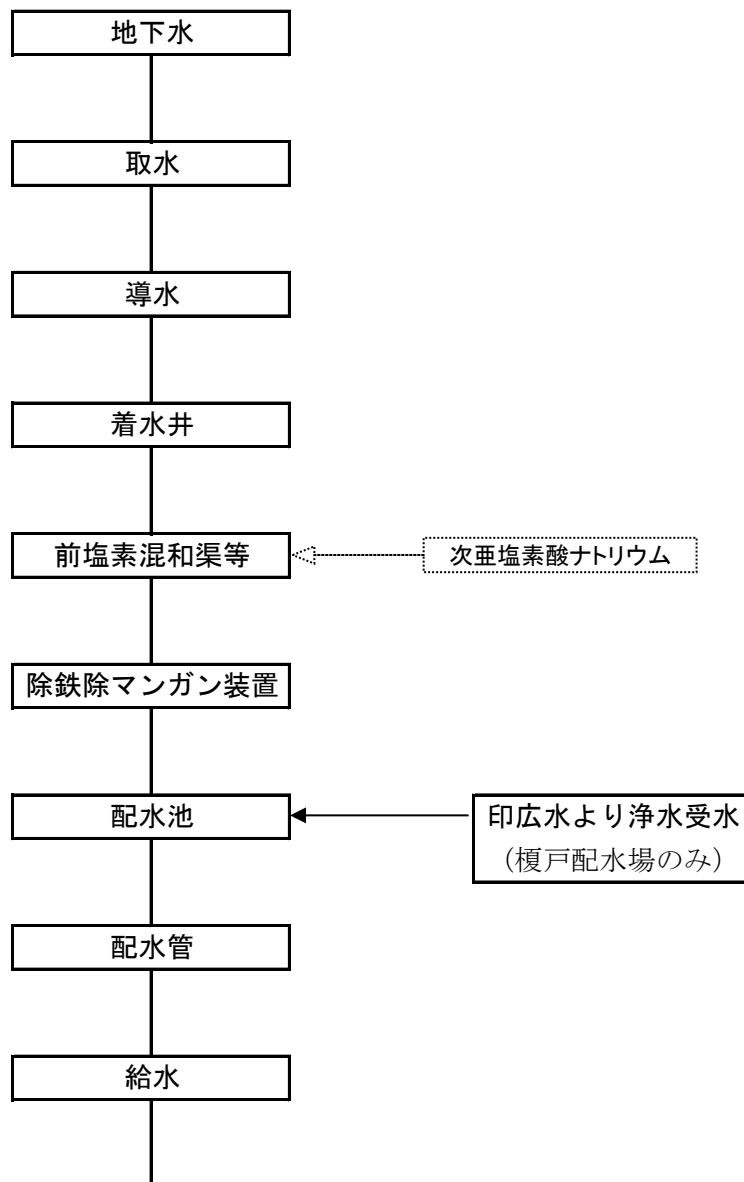 地下水
取水
導水
着水井
前塩素混和渠等
次亜塩素酸ナトリウム
除鉄除マンガン装置
配水池
印広水より浄水受水
（榎戸配水場のみ）
配水管
給水